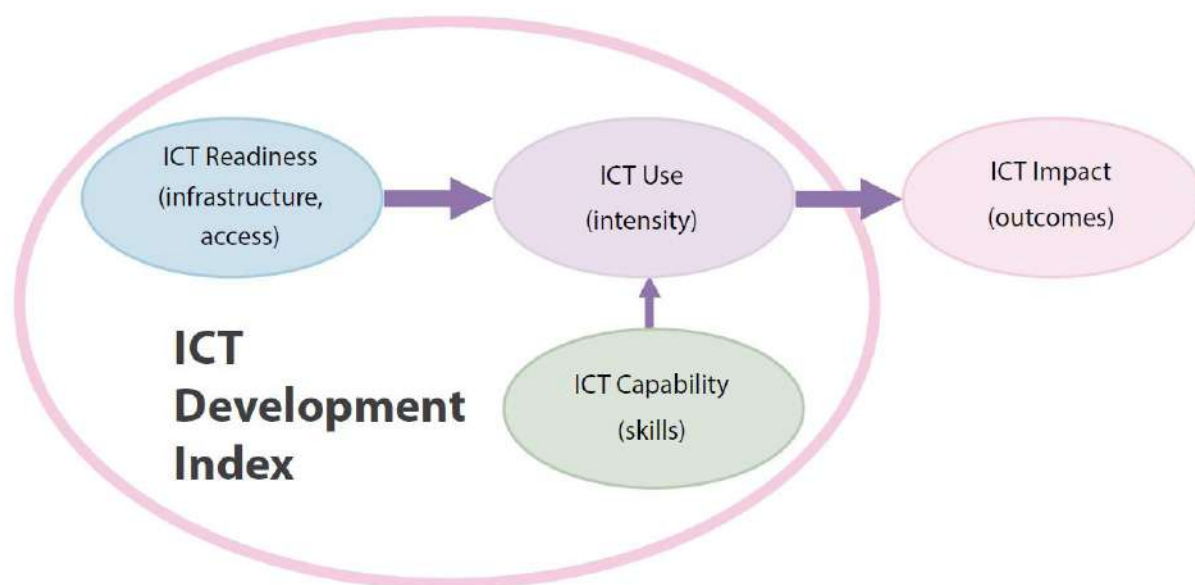 ICT Readiness
(infrastructure,
access)
ICT Use
(intensity)
ICT Impact
(outcomes)
ICT
Development
Index
ICT Capability
(skills)